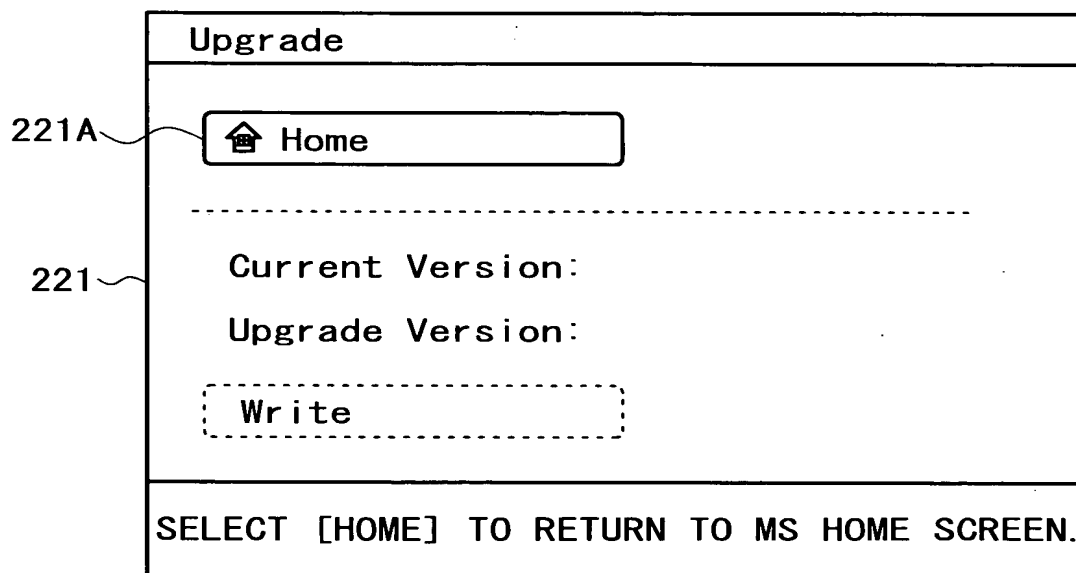 Upgrade
221A
Home
221
Current Version:
Upgrade Version:
Write
SELECT [HOME] TO RETURN TO MS HOME SCREEN.